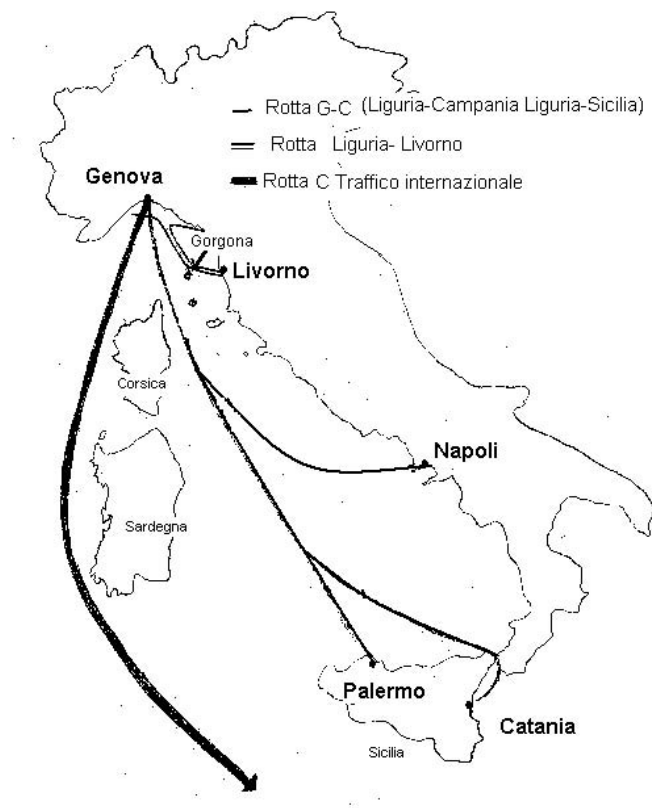 Rotta G-C (Liguria-Campania Liguria-Sicilia)
Rotta Liguria- Livorno
Rotta C Traffico internazionale
Genova
Gorgona
Livorno
Corsica
Napoli
Sardegna
Palermo
Catania
Sicilia